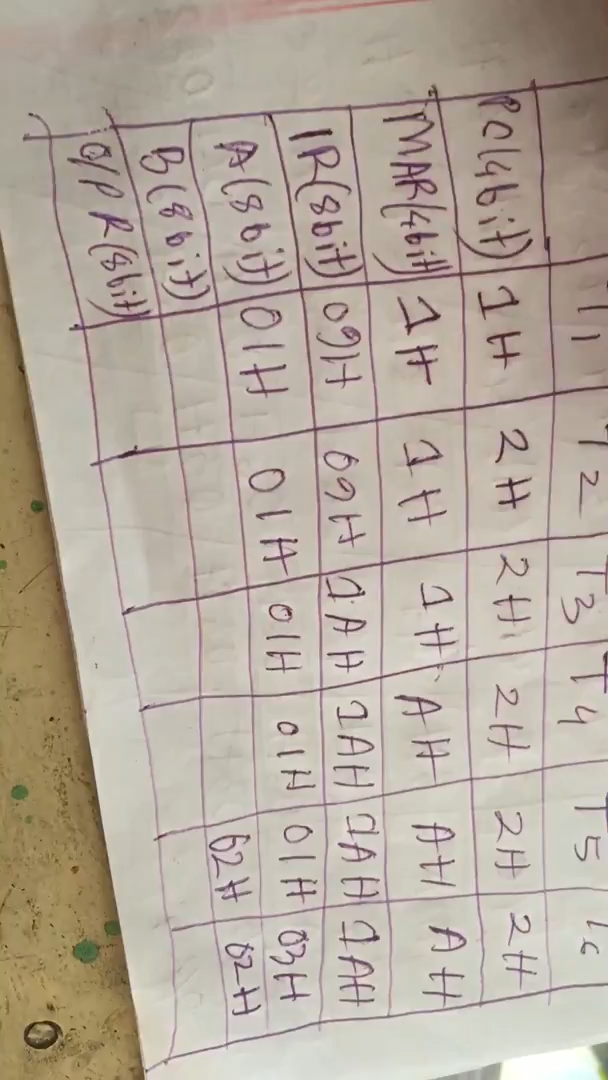 T1 T2 T3 T4 T5 T6
PC(4bit) 1H 2H 2H 2H 2H 2H
MAR(4bit) 1H 1H 1H AH AH AH
IR(8bit) 09H 09H 1AH 1AH 1AH 1AH
A(8bit) 01H 01H 01H 01H 01H 03H
B(8bit) 02H 02H
O/P R(8bit)